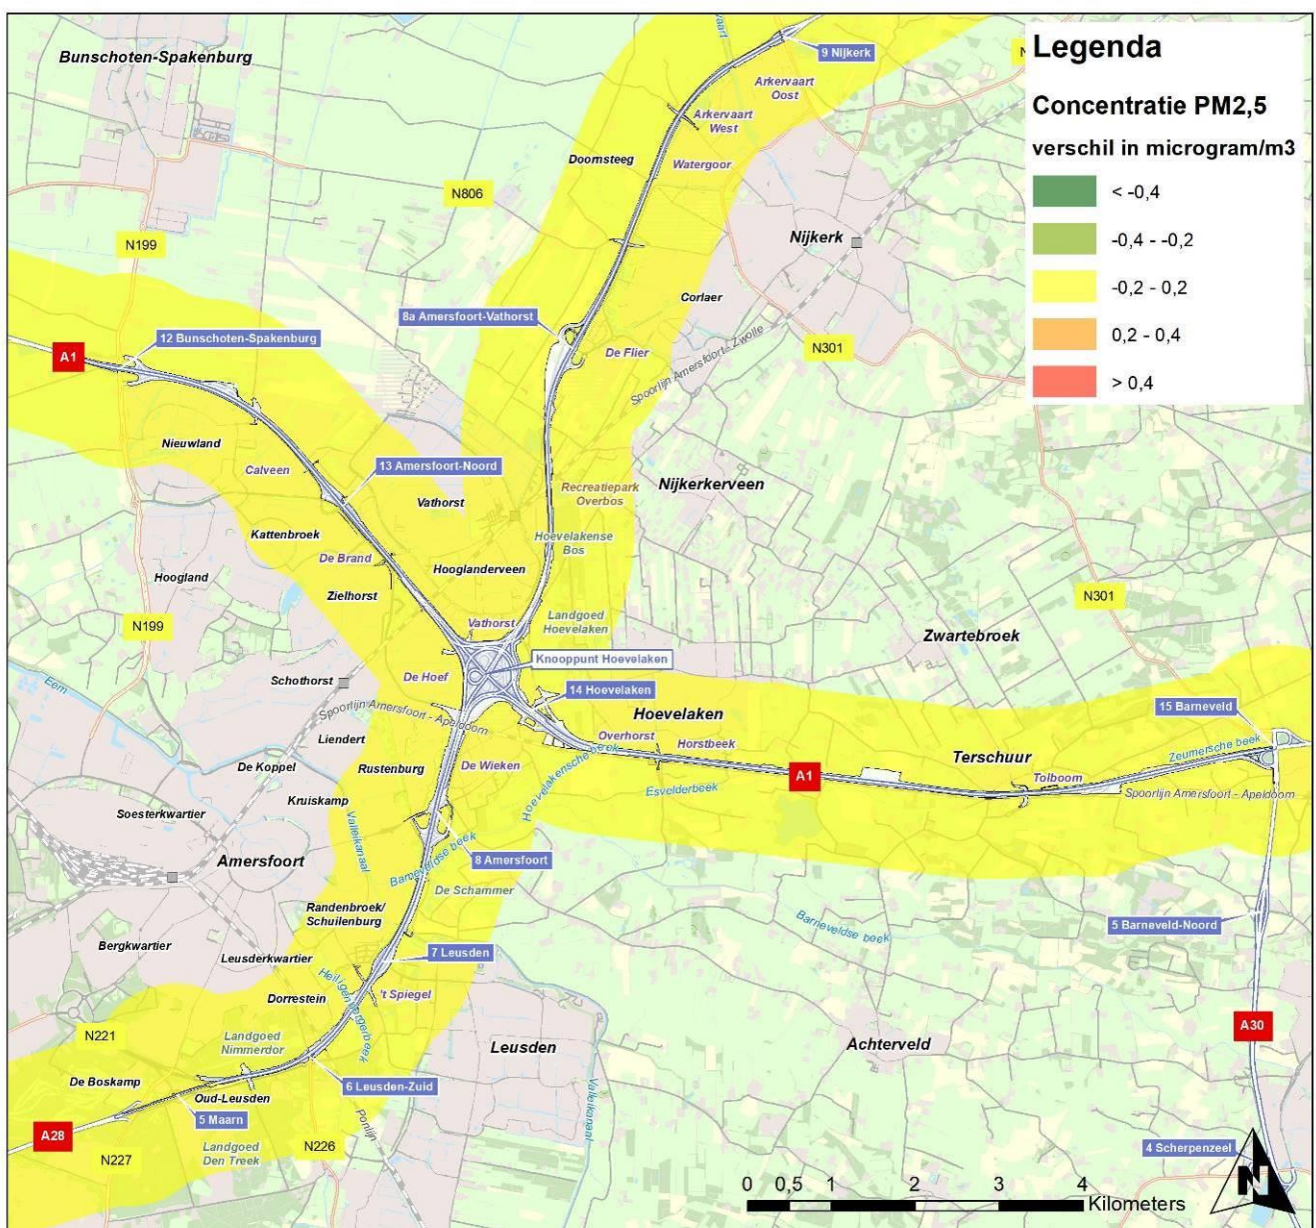 Bunschoten-Spakenburg
9 Nijkerk
Legenda
Concentratie PM2,5
verschil in microgram/m3
< -0,4
-0,4 - -0,2
-0,2 - 0,2
0,2 - 0,4
> 0,4
Arkervaart
Oost
Arkervaart
West
Doornsteeg
Watergoor
N806
N199
Nijkerk
Corlaer
8a Amersfoort-Vathorst
12 Bunschoten-Spakenburg
A1
De Flier
N301
Spoorlijn Amersfoort - Zwolle
Nieuwland
Calveen
13 Amersfoort-Noord
Vathorst
Recreatiepark
Overbos
Nijkerkerveen
Kattenbroek
Hoevelakense
Bos
De Brand
Hooglanderveen
Hoogland
Zielhorst
N301
N199
Vathorst
Landgoed
Hoevelaken
Zwartebroek
Knooppunt Hoevelaken
Eem
Schothorst
De Hoef
14 Hoevelaken
Spoorlijn Amersfoort - Apeldoorn
Hoevelaken
15 Barneveld
Liendert
Overhorst
Horstbeek
Zeumersche beek
Terschuur
De Koppel
Rustenburg
De Wieken
Hoevelakensche beek
A1
Tolboom
Esvelderbeek
Spoorlijn Amersfoort - Apeldoorn
Kruiskamp
Soesterkwartier
Valleikanaal
Amersfoort
8 Amersfoort
Barneveldse beek
De Schammer
Randenbroek/
Schuilenburg
Barneveldse beek
5 Barneveld-Noord
Bergkwartier
Leusderkwartier
7 Leusden
Heiligenbergerbeek
't Spiegel
Dorrestein
N221
Landgoed
Nimmerdor
Leusden
Achterveld
A30
De Boskamp
6 Leusden-Zuid
Oud-Leusden
5 Maarn
Valleikanaal
Ponlijn
A28
N227
Landgoed
Den Treek
N226
4 Scherpenzeel
N
0 0,5 1 2 3 4
Kilometers